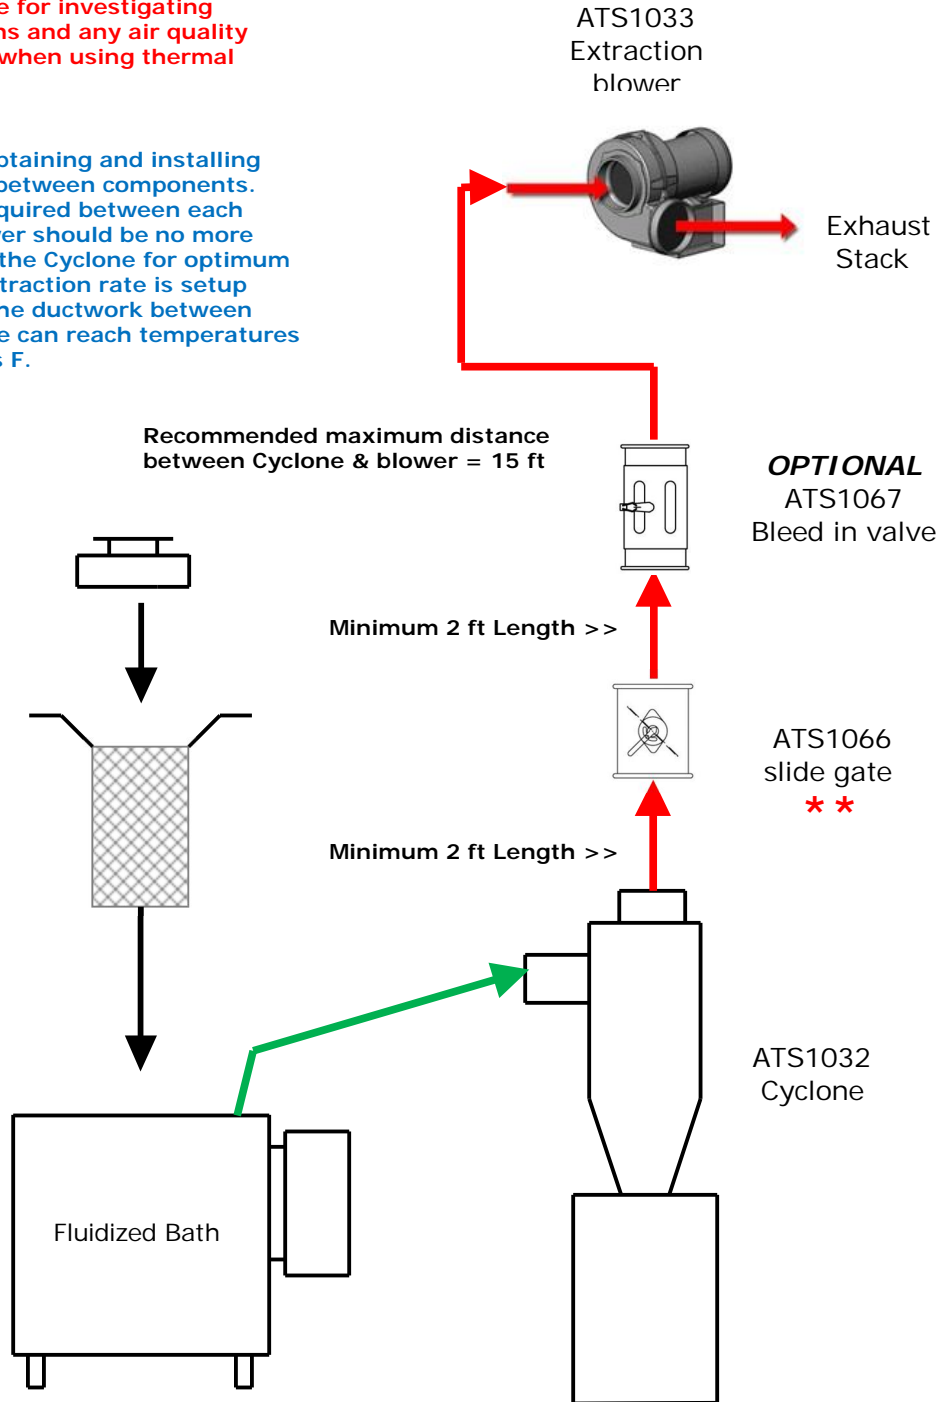 e for investigating
ns and any air quality
when using thermal
ATS1033
Extraction
blower
otaining and installing
between components.
quired between each
wer should be no more
the Cyclone for optimum
traction rate is setup
ne ductwork between
e can reach temperatures
s F.
Exhaust
Stack
Recommended maximum distance
between Cyclone & blower = 15 ft
OPTIONAL
ATS1067
Bleed in valve
Minimum 2 ft Length >>
ATS1066
slide gate
**
Minimum 2 ft Length >>
ATS1032
Cyclone
Fluidized Bath